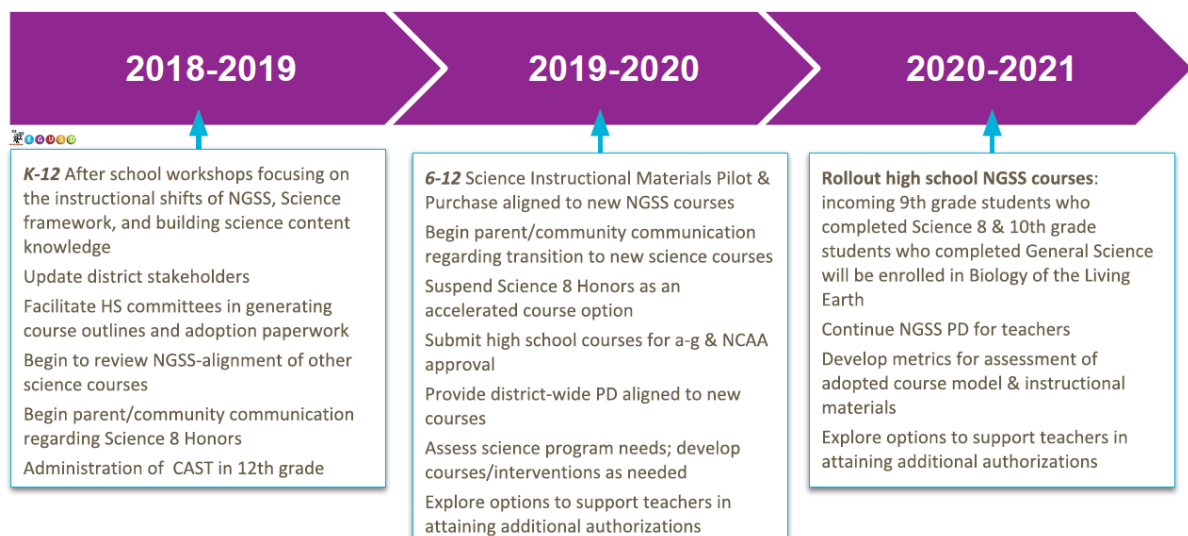 2018-2019
2019-2020
2020-2021
EGUSD
K-12 After school workshops focusing on
the instructional shifts of NGSS, Science
framework, and building science content
knowledge
Update district stakeholders
Facilitate HS committees in generating
course outlines and adoption paperwork
Begin to review NGSS-alignment of other
science courses
Begin parent/community communication
regarding Science 8 Honors
Administration of CAST in 12th grade
6-12 Science Instructional Materials Pilot &
Purchase aligned to new NGSS courses
Begin parent/community communication
regarding transition to new science courses
Suspend Science 8 Honors as an
accelerated course option
Submit high school courses for a-g & NCAA
approval
Provide district-wide PD aligned to new
courses
Assess science program needs; develop
courses/interventions as needed
Explore options to support teachers in
attaining additional authorizations
Rollout high school NGSS courses:
incoming 9th grade students who
completed Science 8 & 10th grade
students who completed General Science
will be enrolled in Biology of the Living
Earth
Continue NGSS PD for teachers
Develop metrics for assessment of
adopted course model & instructional
materials
Explore options to support teachers in
attaining additional authorizations